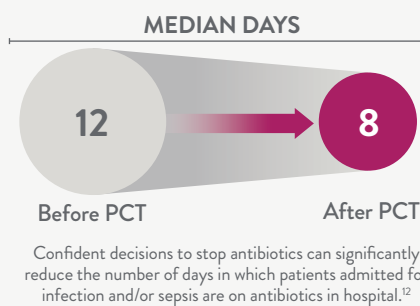 MEDIAN DAYS
12
8
Before PCT
After PCT
Confident decisions to stop antibiotics can significantly
reduce the number of days in which patients admitted fo
infection and/or sepsis are on antibiotics in hospital.12